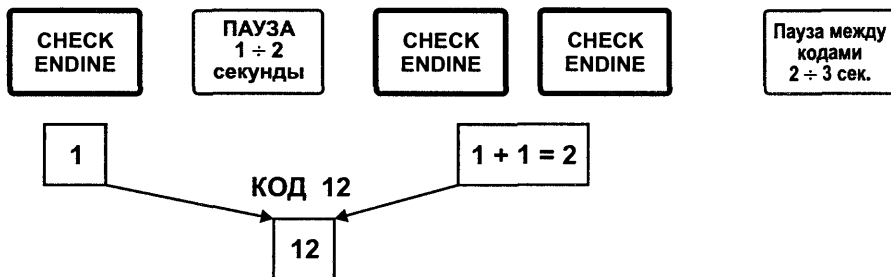 CHECK
ENDINE
ПАУЗА
1 ÷ 2
секунды
CHECK
ENDINE
CHECK
ENDINE
Пауза между
кодами
2 ÷ 3 сек.
1
1 + 1 = 2
КОД 12
12